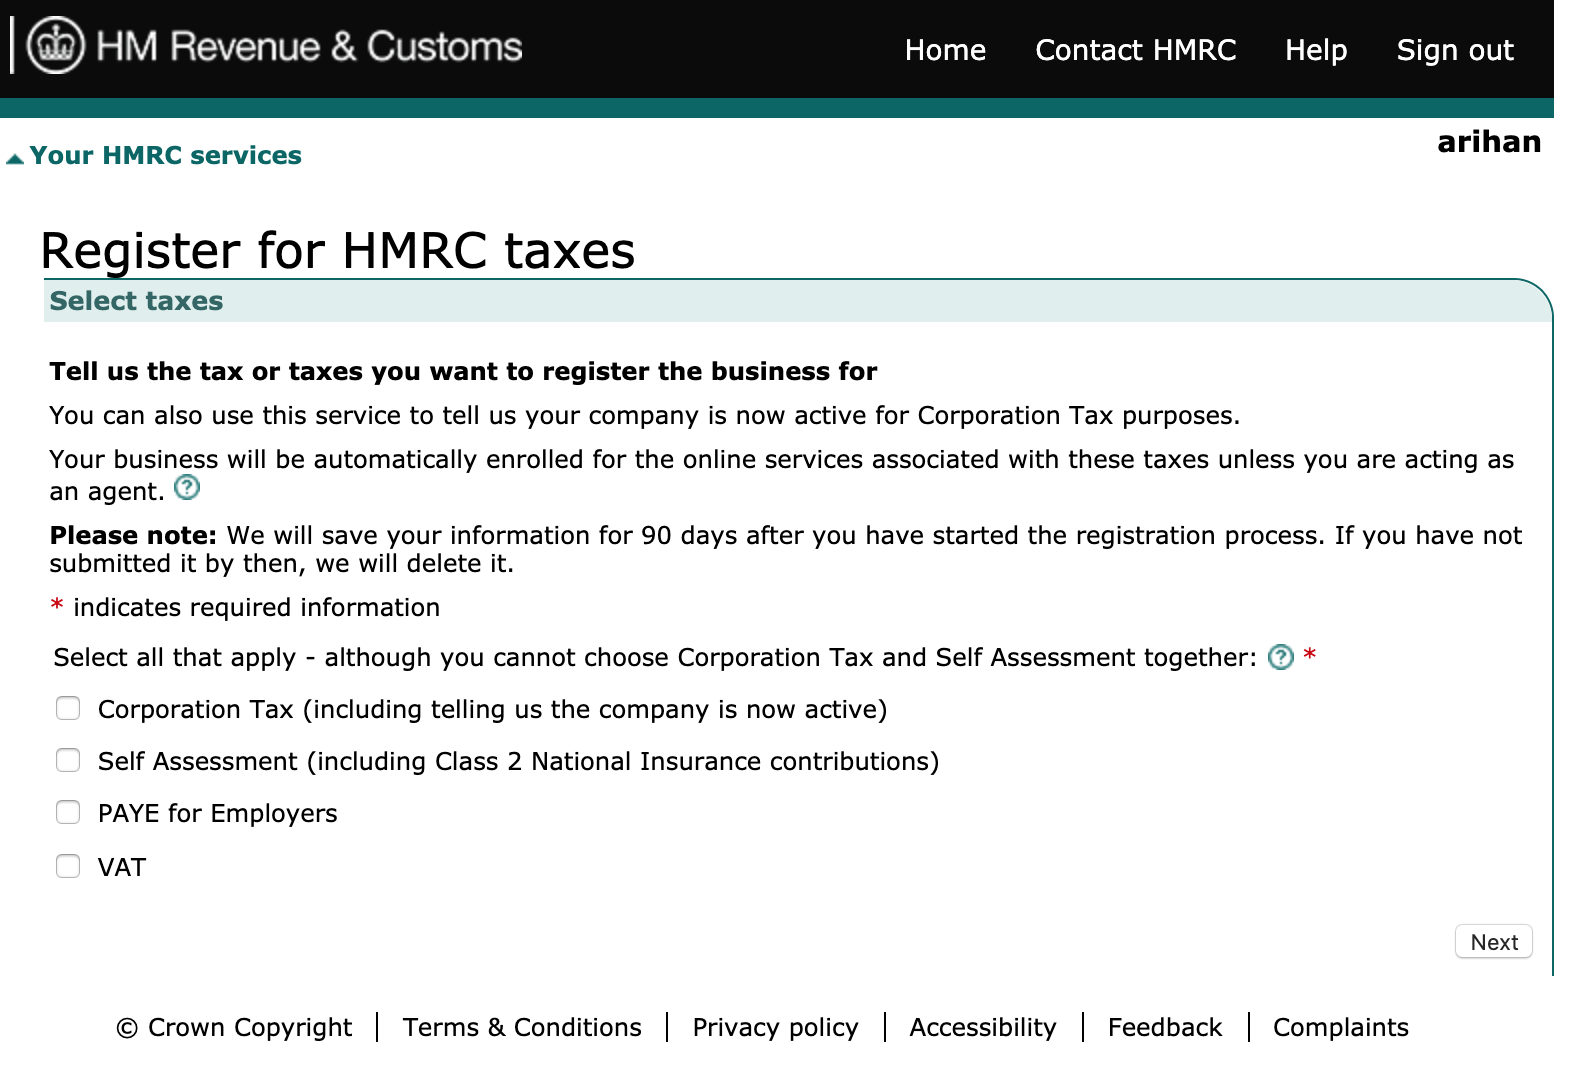 HM Revenue & Customs
Home Contact HMRC Help Sign out
Your HMRC services
arihan
Register for HMRC taxes
Select taxes
Tell us the tax or taxes you want to register the business for
You can also use this service to tell us your company is now active for Corporation Tax purposes.
Your business will be automatically enrolled for the online services associated with these taxes unless you are acting as
an agent. ?
Please note: We will save your information for 90 days after you have started the registration process. If you have not
submitted it by then, we will delete it.
* indicates required information
Select all that apply - although you cannot choose Corporation Tax and Self Assessment together: ? *
Corporation Tax (including telling us the company is now active)
Self Assessment (including Class 2 National Insurance contributions)
PAYE for Employers
VAT
Next
© Crown Copyright | Terms & Conditions | Privacy policy | Accessibility | Feedback | Complaints